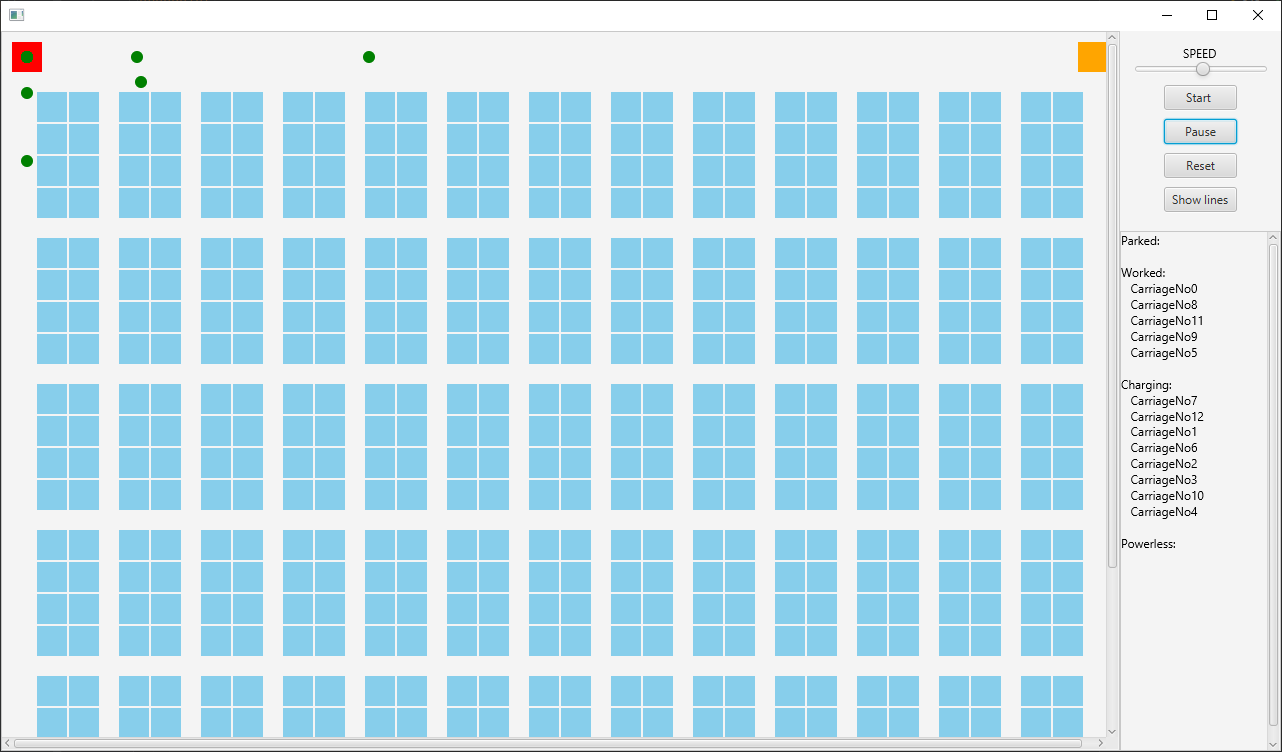 SPEED
Start
Pause
Reset
Show lines
Parked:
Worked:
CarriageNo0
CarriageNo8
CarriageNo11
CarriageNo9
CarriageNo5
Charging:
CarriageNo7
CarriageNo12
CarriageNo1
CarriageNo6
CarriageNo2
CarriageNo3
CarriageNo10
CarriageNo4
Powerless: